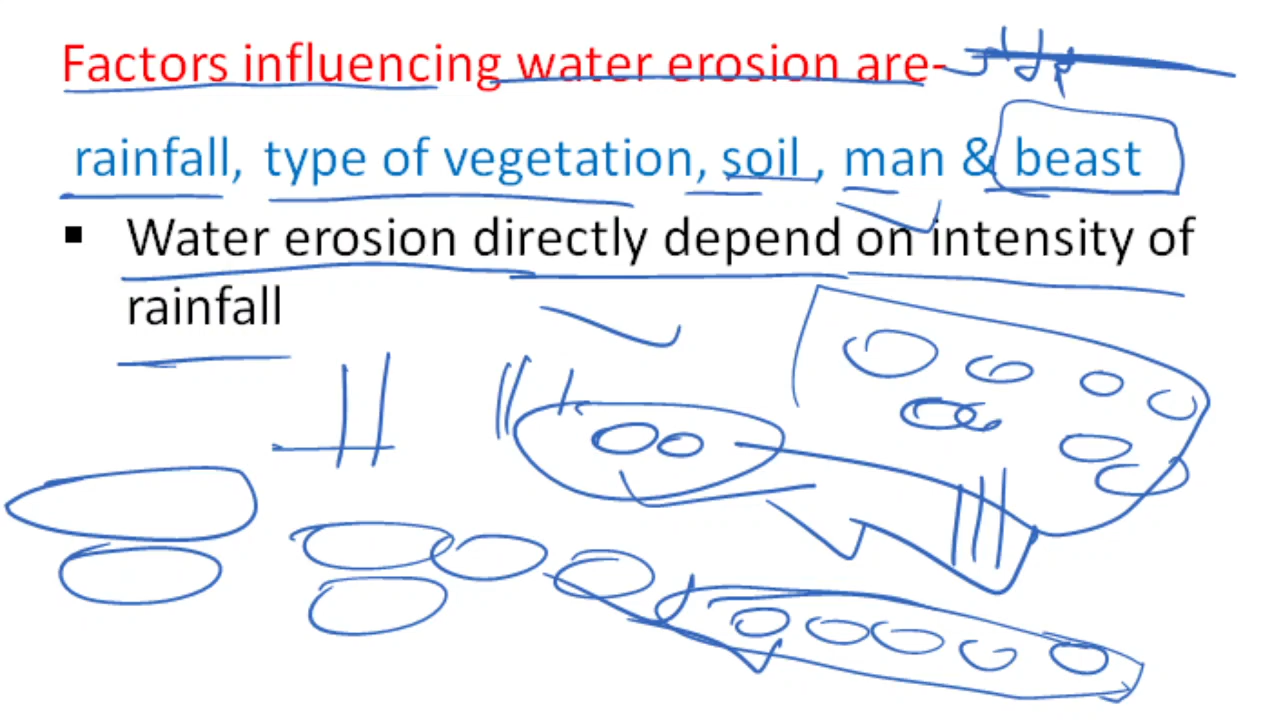 Factors influencing water erosion are-
rainfall, type of vegetation, soil , man & beast
▪ Water erosion directly depend on intensity of
rainfall